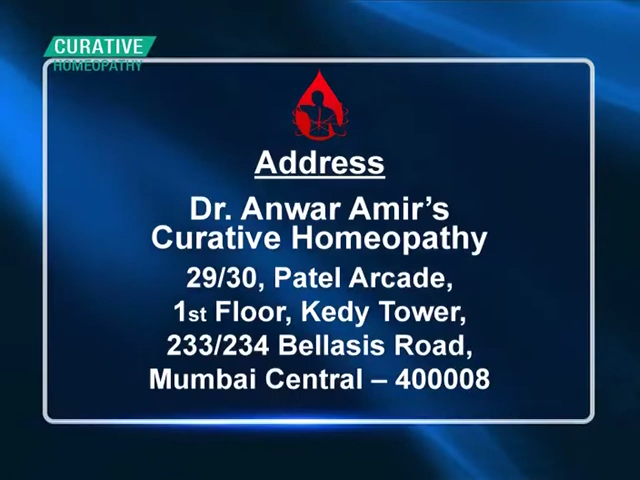 CURATIVE
HOMEOPATHY
Address
Dr. Anwar Amir’s
Curative Homeopathy
29/30, Patel Arcade,
1st Floor, Kedy Tower,
233/234 Bellasis Road,
Mumbai Central – 400008